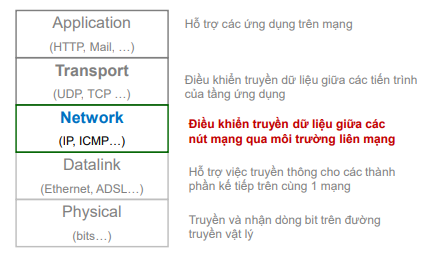 Application
(HTTP, Mail, ...)
Hỗ trợ các ứng dụng trên mạng
Transport
(UDP, TCP ...)
Điều khiển truyền dữ liệu giữa các tiến trình
của tầng ứng dụng
Network
(IP, ICMP...)
Điều khiển truyền dữ liệu giữa các
nút mạng qua môi trường liên mạng
Datalink
(Ethernet, ADSL...)
Hỗ trợ việc truyền thông cho các thành
phần kế tiếp trên cùng 1 mạng
Physical
(bits...)
Truyền và nhận dòng bit trên đường
truyền vật lý